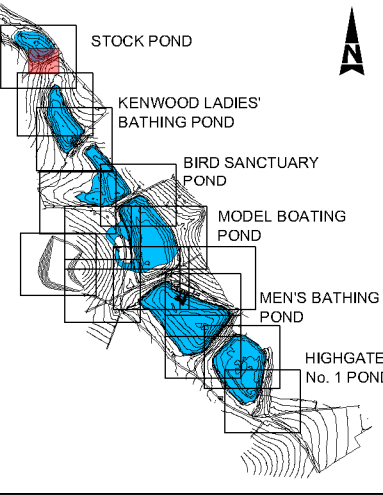 STOCK POND
N
KENWOOD LADIES'
BATHING POND
BIRD SANCTUARY
POND
MODEL BOATING
POND
MEN'S BATHING
POND
HIGHGATE
No. 1 POND